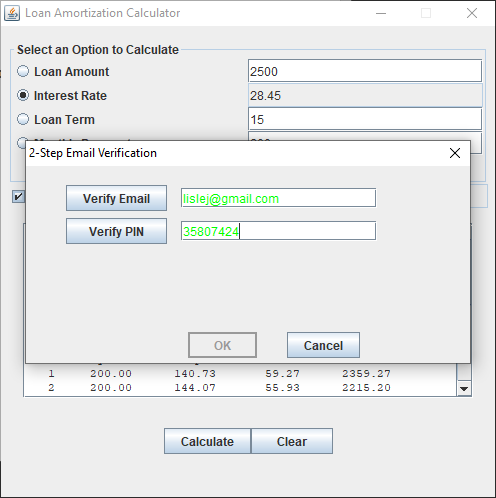 Loan Amortization Calculator
Select an Option to Calculate
Loan Amount 2500
Interest Rate 28.45
Loan Term 15
2-Step Email Verification
Verify Email lislej@gmail.com
Verify PIN 35807424
OK Cancel
1 200.00 140.73 59.27 2359.27
2 200.00 144.07 55.93 2215.20
Calculate Clear